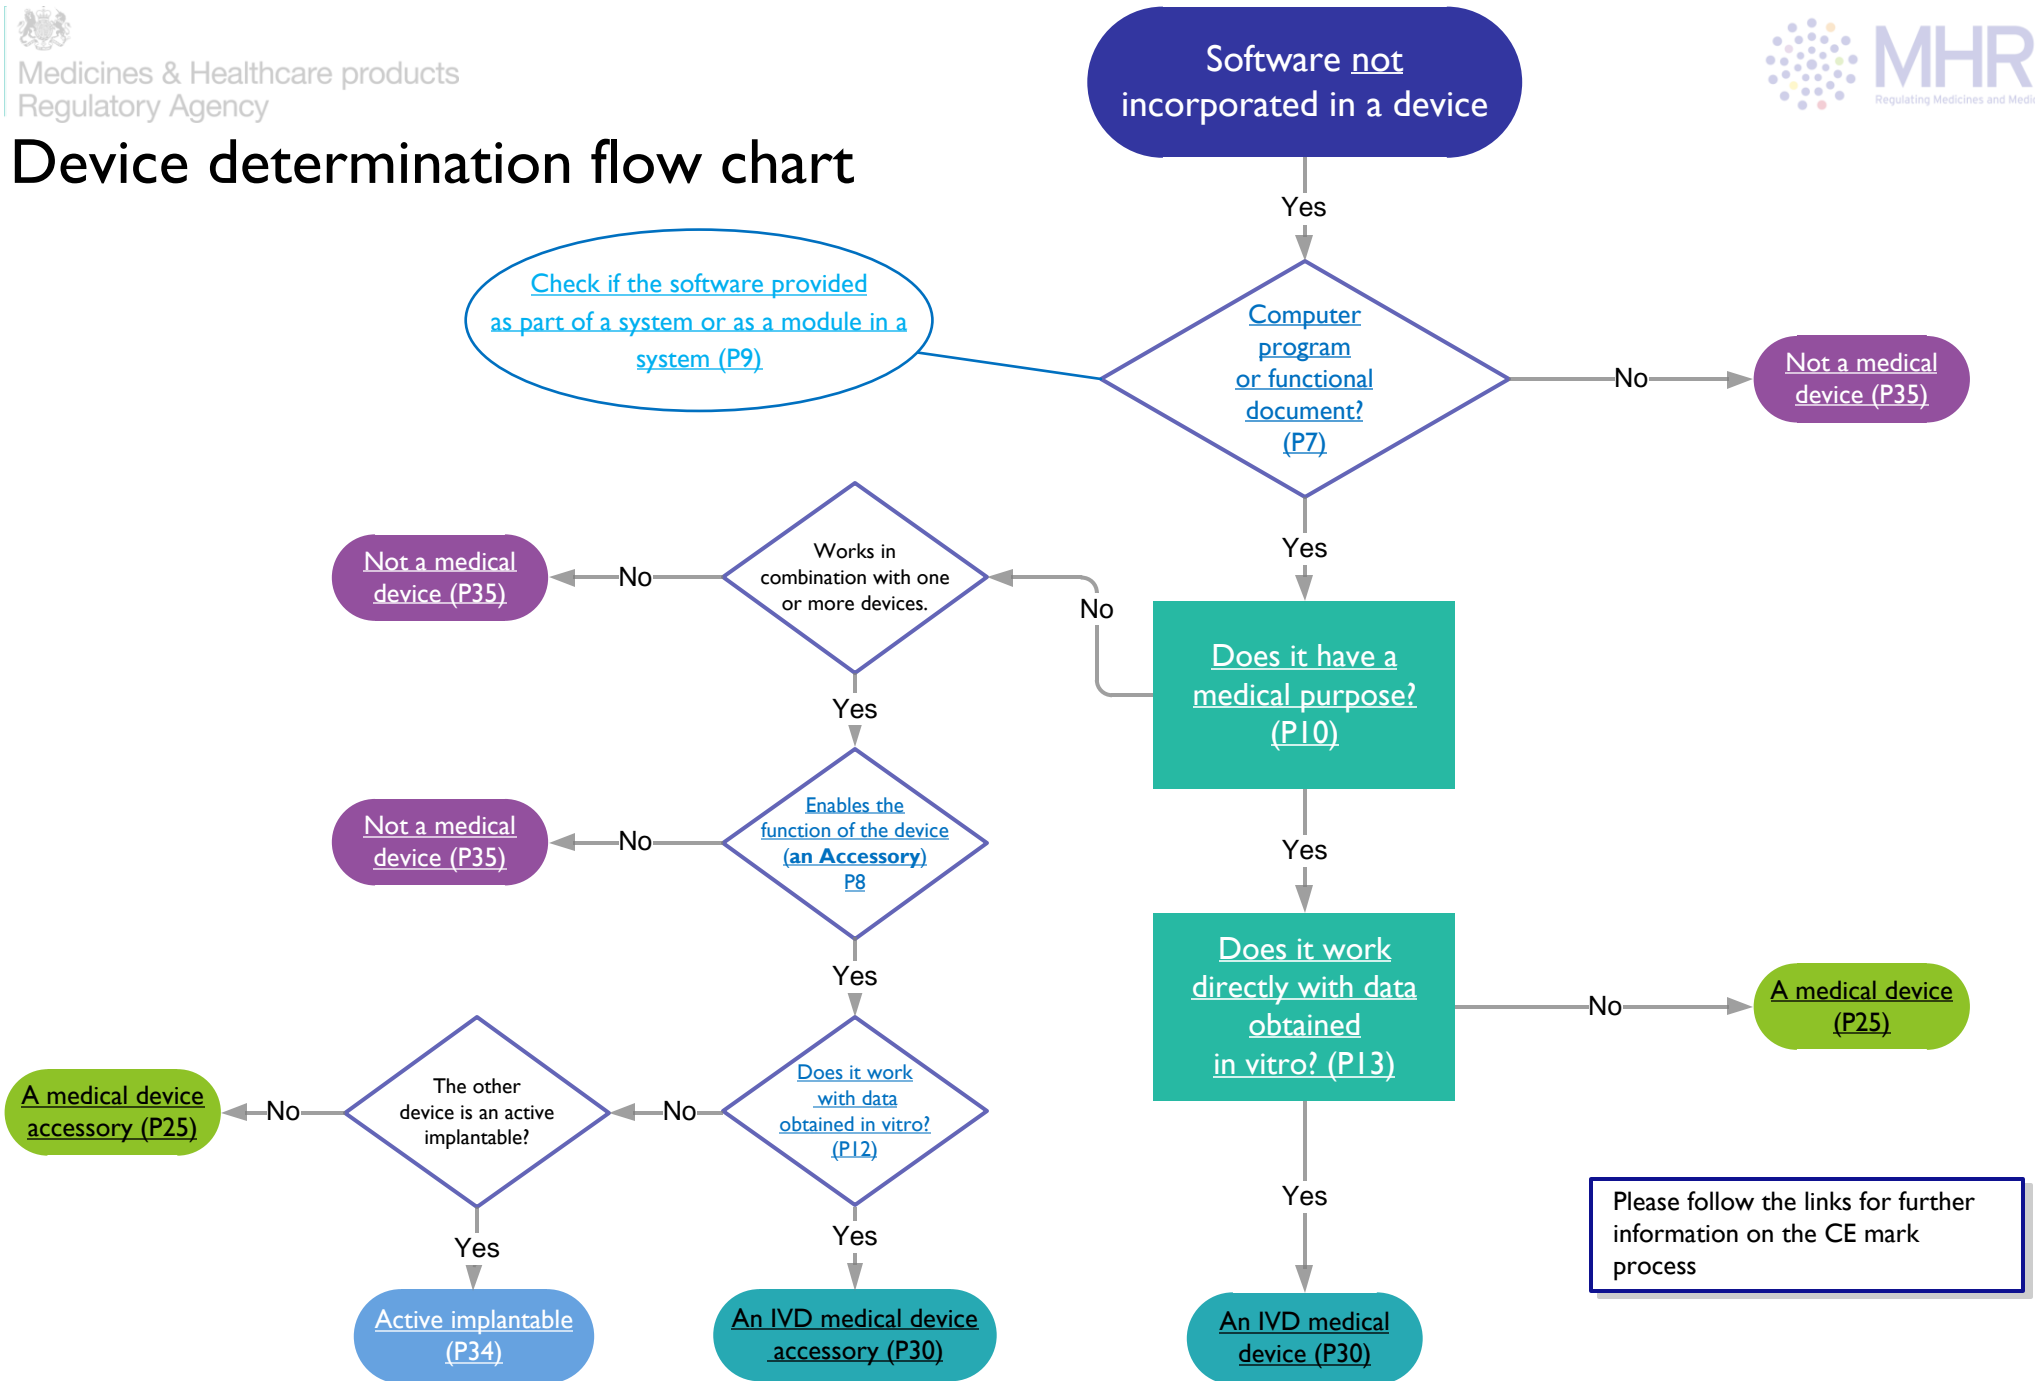 Medicines & Healthcare products
Regulatory Agency
MHR
Regulating Medicines and Medi
Device determination flow chart
Software not
incorporated in a device
Yes
Check if the software provided
as part of a system or as a module in a
system (P9)
Computer
program
or functional
document?
(P7)
No
Not a medical
device (P35)
Yes
Works in
combination with one
or more devices.
No
Not a medical
device (P35)
No
Does it have a
medical purpose?
(P10)
Yes
Enables the
function of the device
(an Accessory)
P8
No
Not a medical
device (P35)
Yes
Does it work
directly with data
obtained
in vitro? (P13)
No
A medical device
(P25)
Yes
Does it work
with data
obtained in vitro?
(P12)
No
The other
device is an active
implantable?
No
A medical device
accessory (P25)
Yes
Active implantable
(P34)
Yes
An IVD medical device
accessory (P30)
Yes
An IVD medical
device (P30)
Please follow the links for further
information on the CE mark
process